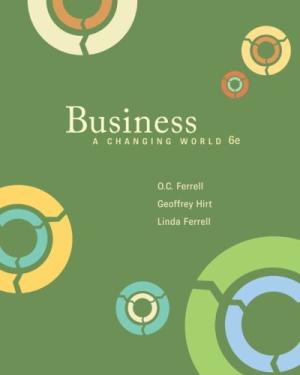 Business
A CHANGING WORLD 6e
O.C. Ferrell
Geoffrey Hirt
Linda Ferrell